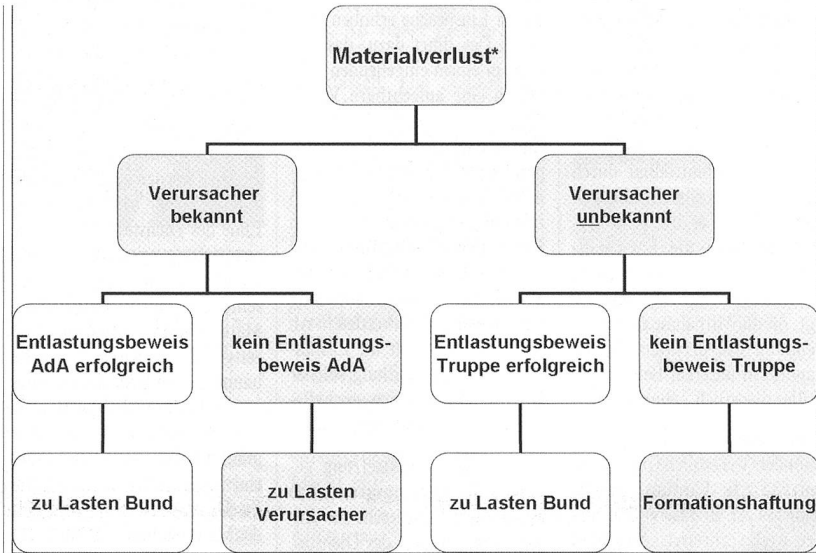 Materialverlust*
Verursacher
bekannt
Verursacher
unbekannt
Entlastungsbeweis
AdA erfolgreich
kein Entlastungs-
beweis AdA
Entlastungsbeweis
Truppe erfolgreich
kein Entlastungs-
beweis Truppe
zu Lasten Bund
zu Lasten
Verursacher
zu Lasten Bund
Formationshaftung